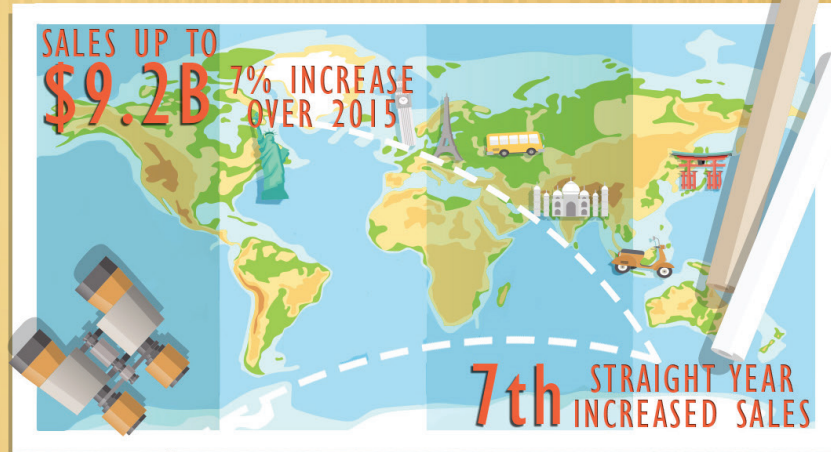 SALES UP TO
$9.2B
7% INCREASE
OVER 2015
7th
STRAIGHT YEAR
INCREASED SALES